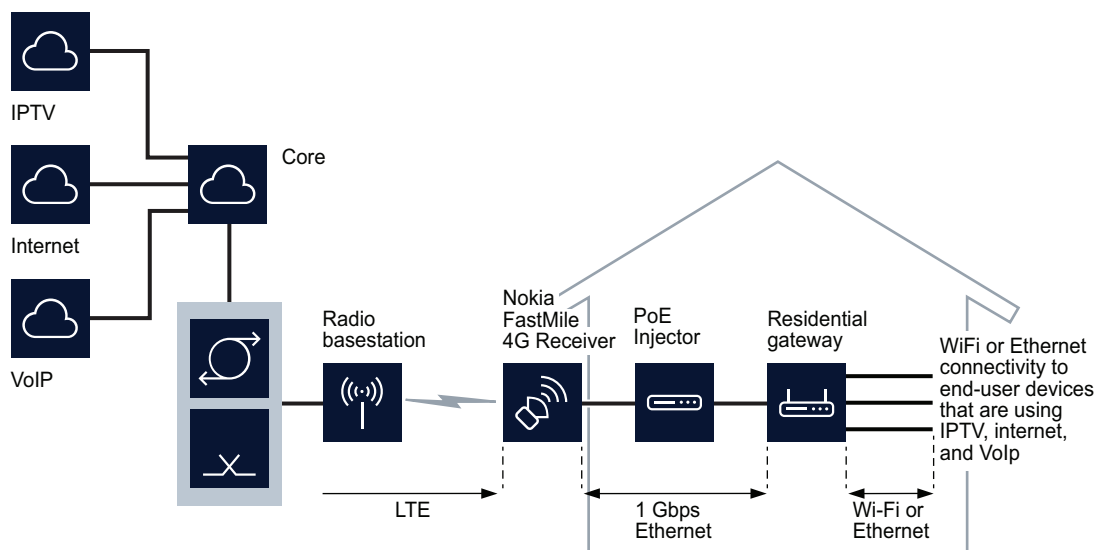 IPTV
Core
Internet
VoIP
Radio
basestation
Nokia
FastMile
4G Receiver
PoE
Injector
Residential
gateway
WiFi or Ethernet
connectivity to
end-user devices
that are using
IPTV, internet,
and VoIp
LTE
1 Gbps
Ethernet
Wi-Fi or
Ethernet